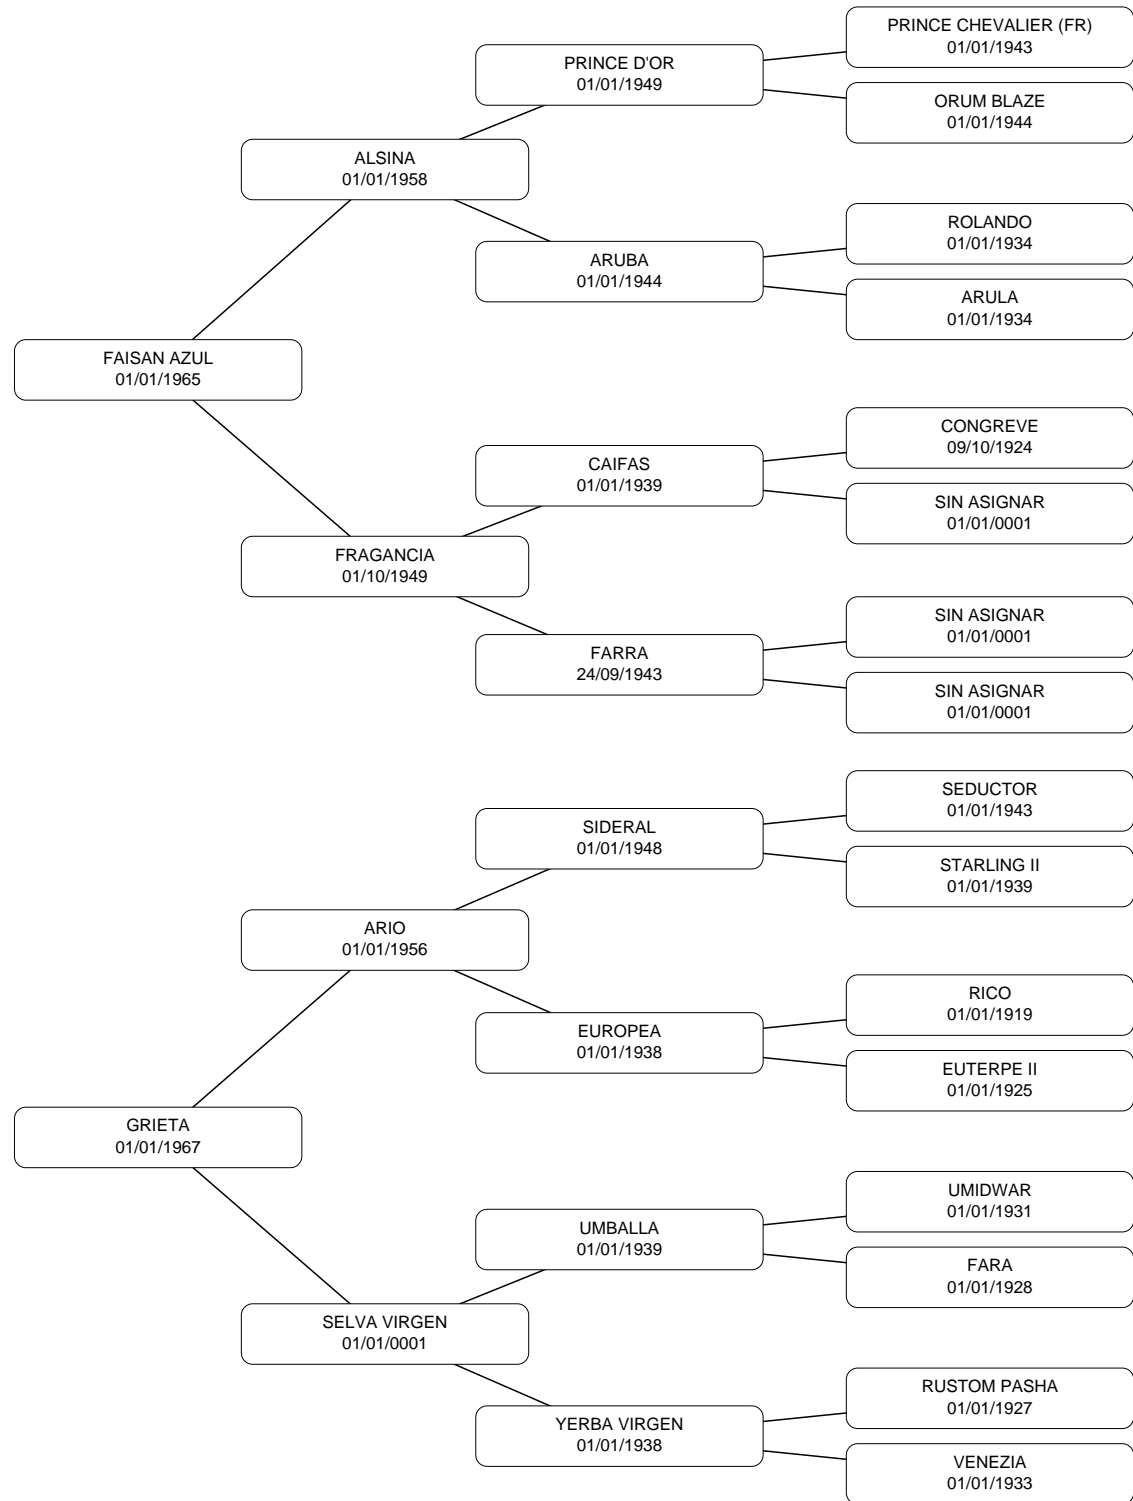 PRINCE CHEVALIER (FR)
01/01/1943
PRINCE D'OR
01/01/1949
ORUM BLAZE
01/01/1944
ALSINA
01/01/1958
ROLANDO
01/01/1934
ARUBA
01/01/1944
ARULA
01/01/1934
FAISAN AZUL
01/01/1965
CONGREVE
09/10/1924
CAIFAS
01/01/1939
SIN ASIGNAR
01/01/0001
FRAGANCIA
01/10/1949
SIN ASIGNAR
01/01/0001
FARRA
24/09/1943
SIN ASIGNAR
01/01/0001
SEDUCTOR
01/01/1943
SIDERAL
01/01/1948
STARLING II
01/01/1939
ARIO
01/01/1956
RICO
01/01/1919
EUROPEA
01/01/1938
EUTERPE II
01/01/1925
GRIETA
01/01/1967
UMIDWAR
01/01/1931
UMBALLA
01/01/1939
FARA
01/01/1928
SELVA VIRGEN
01/01/0001
RUSTOM PASHA
01/01/1927
YERBA VIRGEN
01/01/1938
VENEZIA
01/01/1933